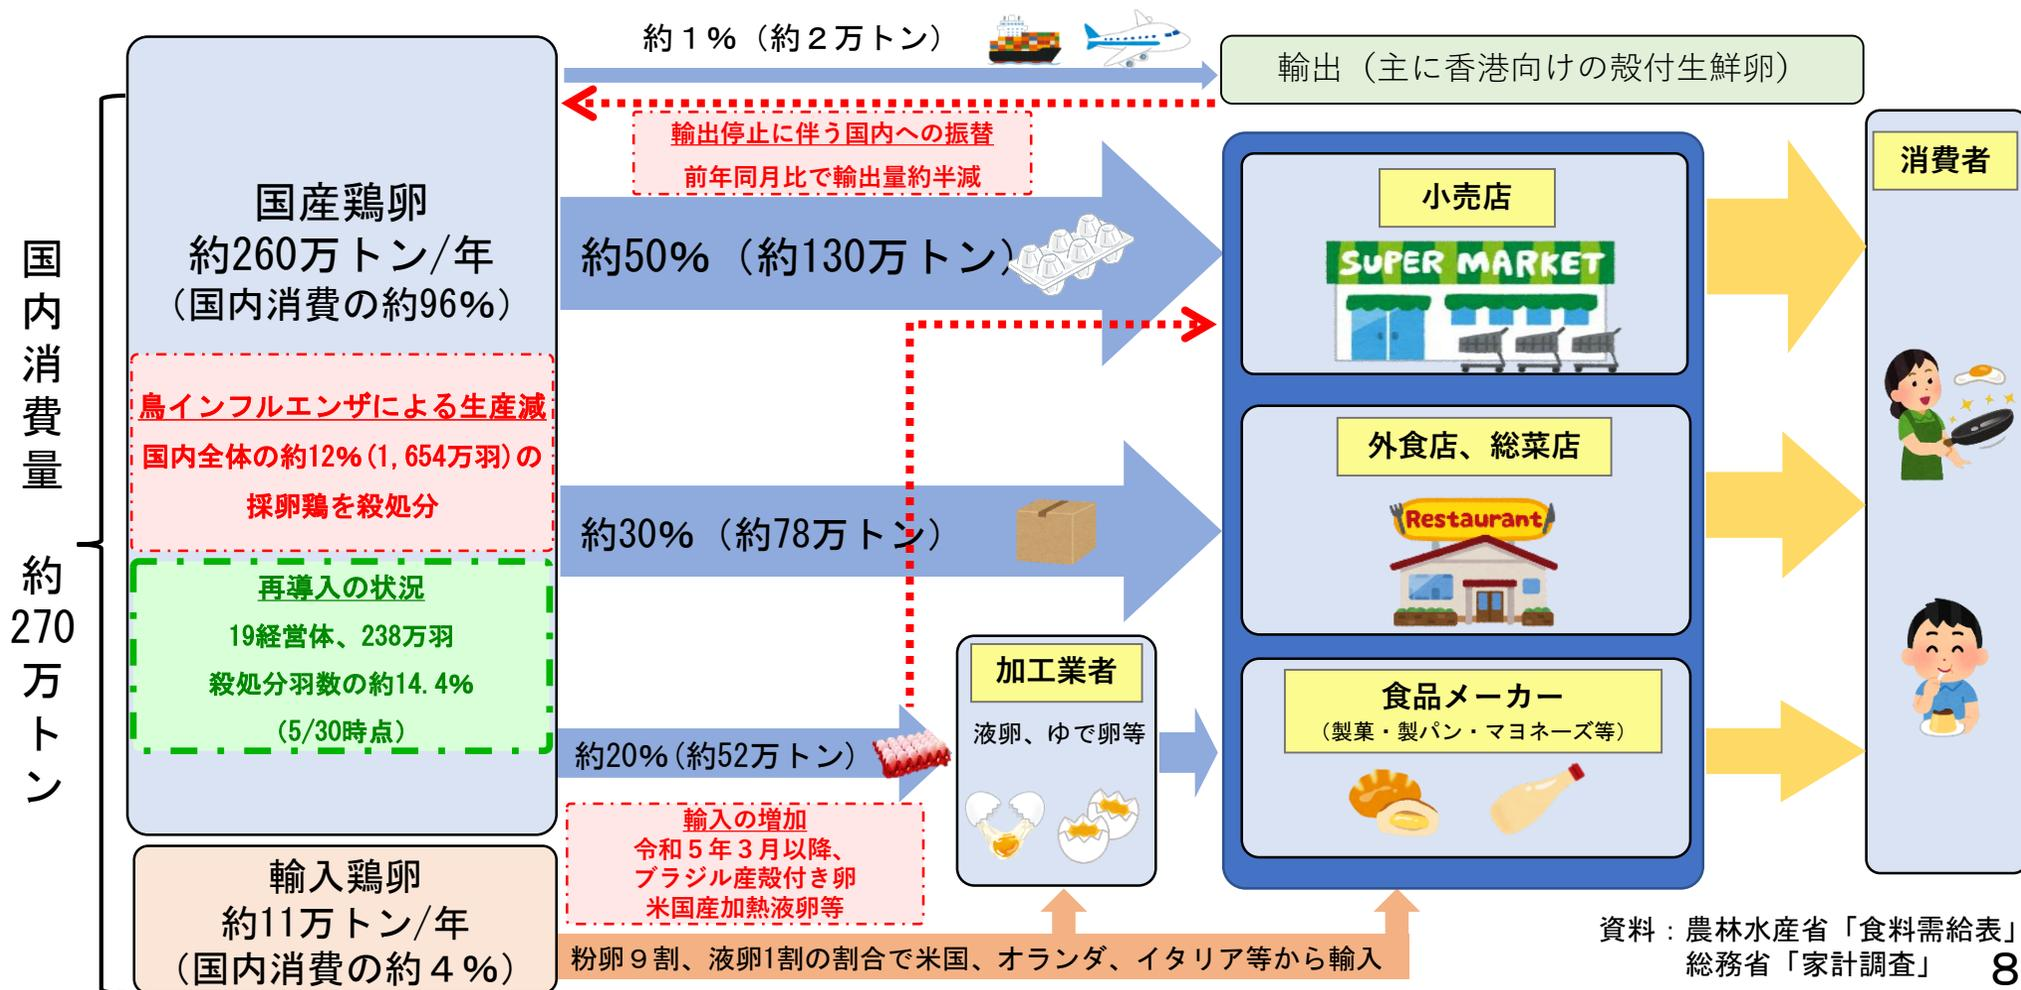 約１％（約２万トン）
輸出（主に香港向けの殻付生鮮卵）
輸出停止に伴う国内への振替
前年同月比で輸出量約半減
国内消費量　約270万トン
国産鶏卵
約260万トン/年
（国内消費の約96%）
鳥インフルエンザによる生産減
国内全体の約12%(1,654万羽)の
採卵鶏を殺処分
再導入の状況
19経営体、238万羽
殺処分羽数の約14.4%
（5/30時点）
約50%（約130万トン）
約30%（約78万トン）
約20%(約52万トン）
加工業者
液卵、ゆで卵等
小売店
SUPER MARKET
外食店、総菜店
Restaurant
食品メーカー
（製菓・製パン・マヨネーズ等）
消費者
輸入の増加
令和５年３月以降、
ブラジル産殻付き卵
米国産加熱液卵等
輸入鶏卵
約11万トン/年
（国内消費の約４%）
粉卵９割、液卵1割の割合で米国、オランダ、イタリア等から輸入
資料：農林水産省「食料需給表」
総務省「家計調査」
8